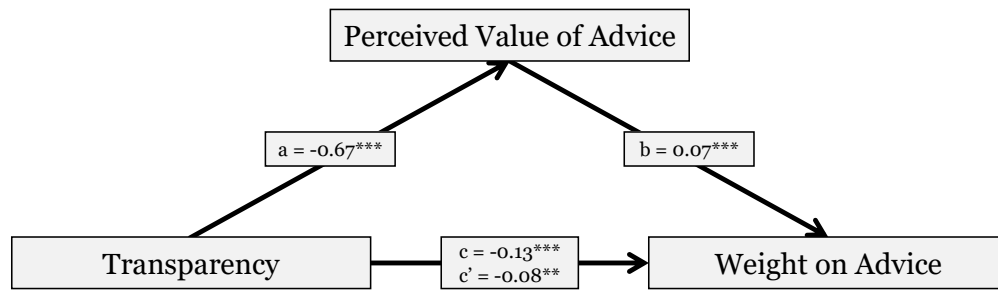 Perceived Value of Advice
a = -0.67***
b = 0.07***
Transparency
c = -0.13***
c’ = -0.08**
Weight on Advice